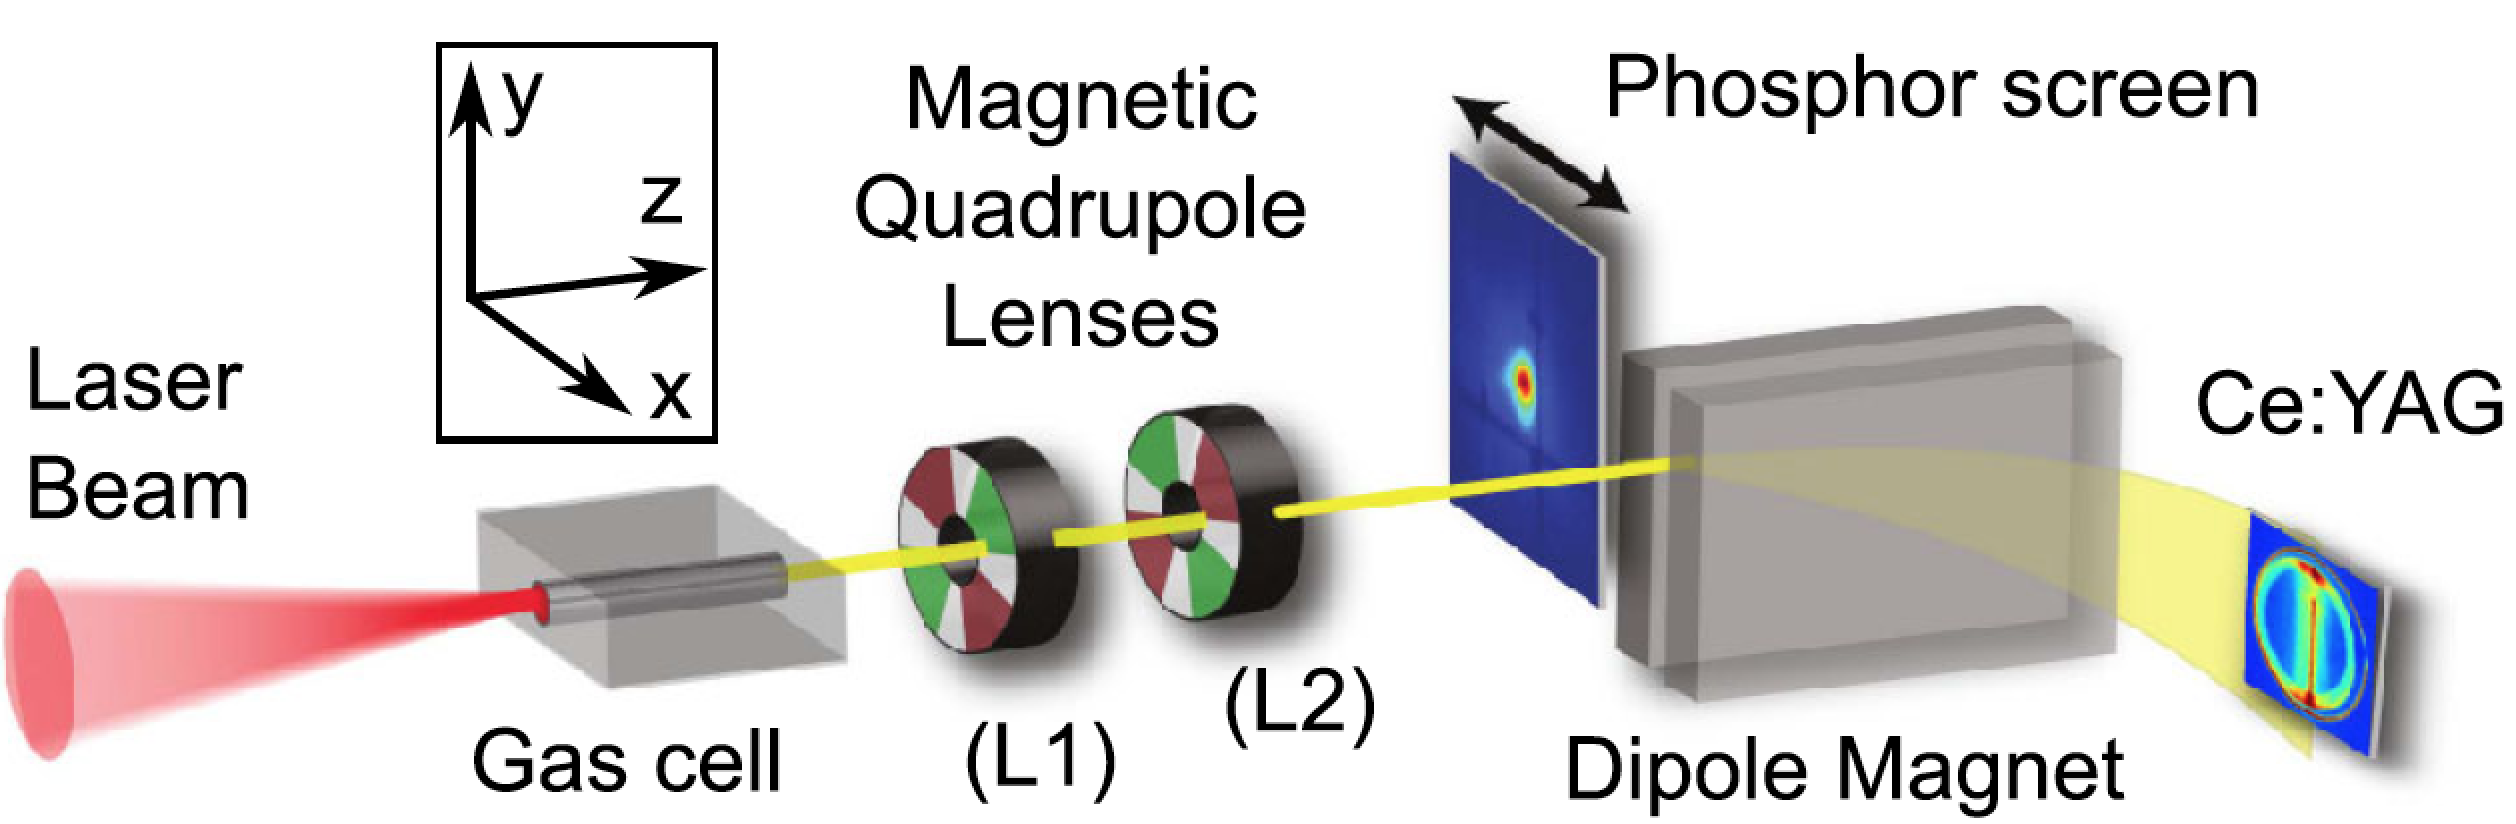 Laser
Beam
y
z
x
Gas cell
Magnetic
Quadrupole
Lenses
(L1)
(L2)
Phosphor screen
Dipole Magnet
Ce:YAG